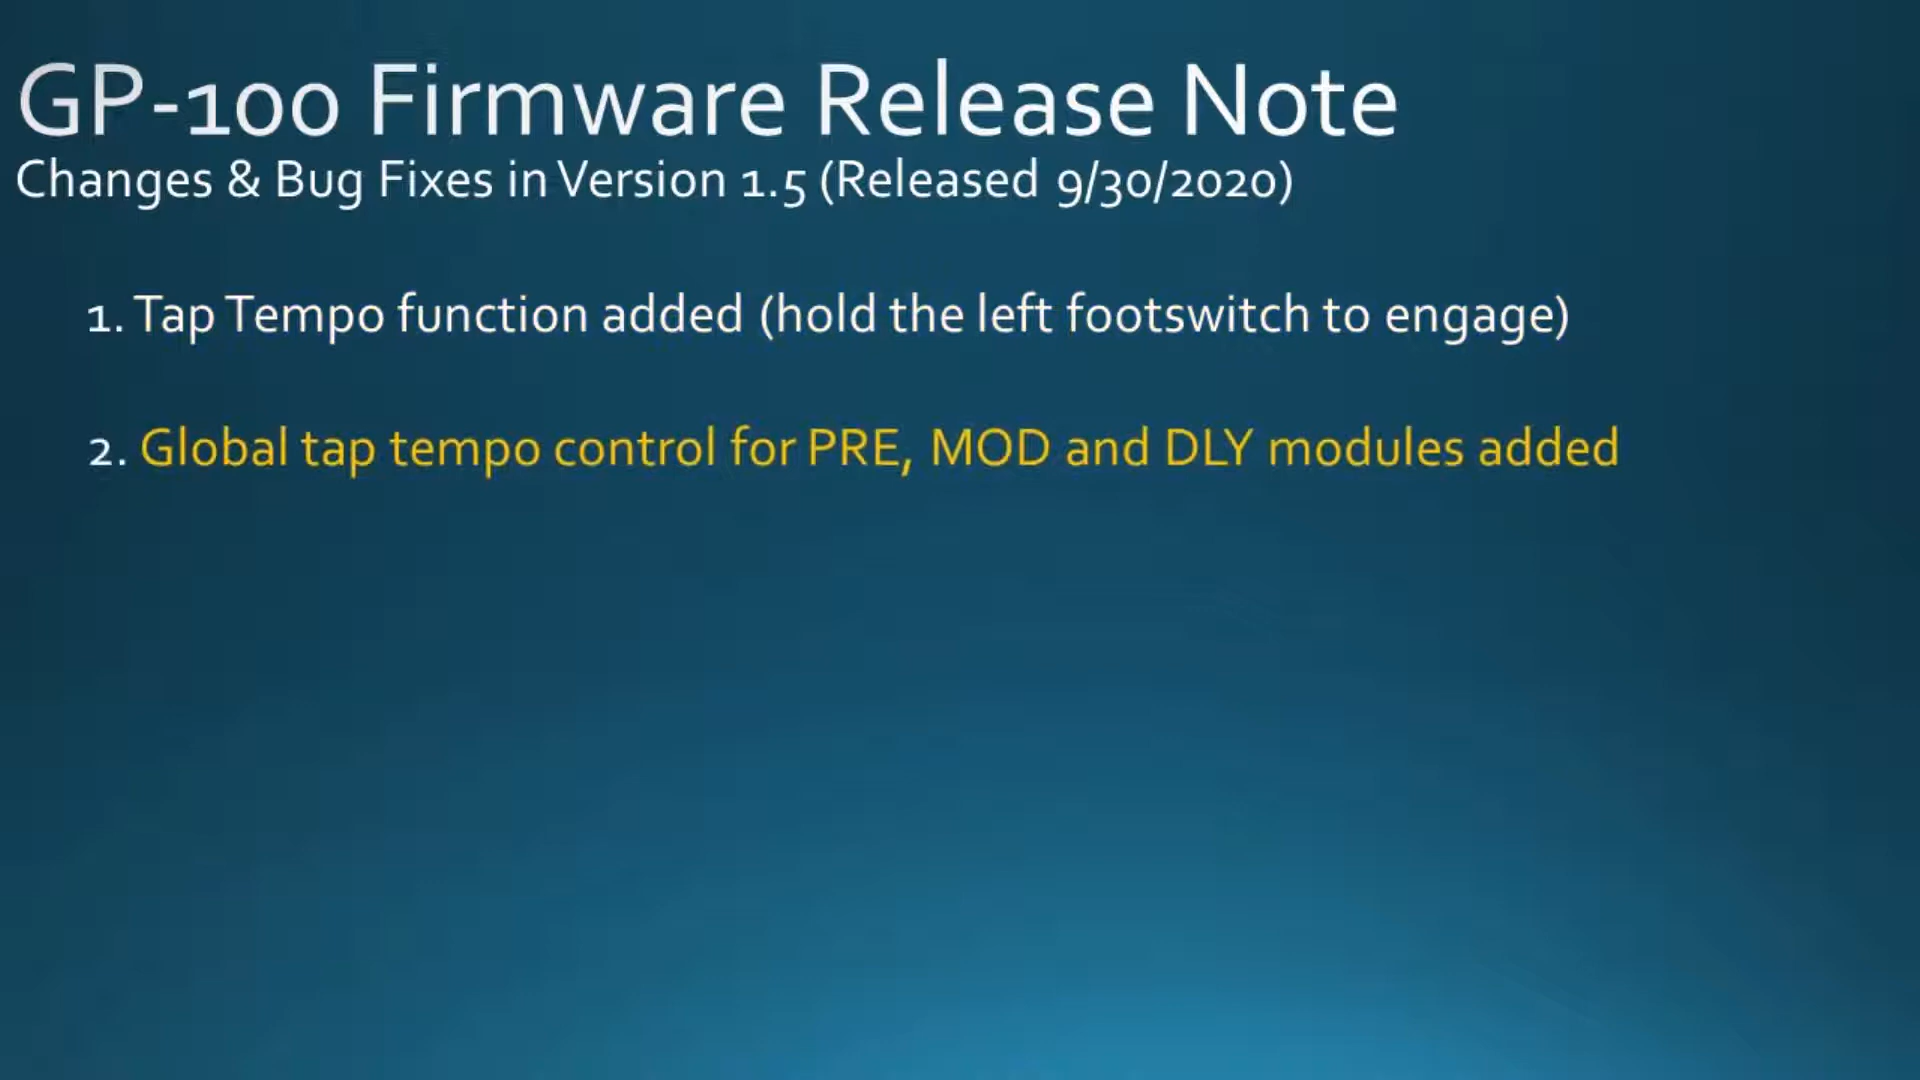 GP-100 Firmware Release Note
Changes & Bug Fixes in Version 1.5 (Released 9/30/2020)
1. Tap Tempo function added (hold the left footswitch to engage)
2. Global tap tempo control for PRE, MOD and DLY modules added